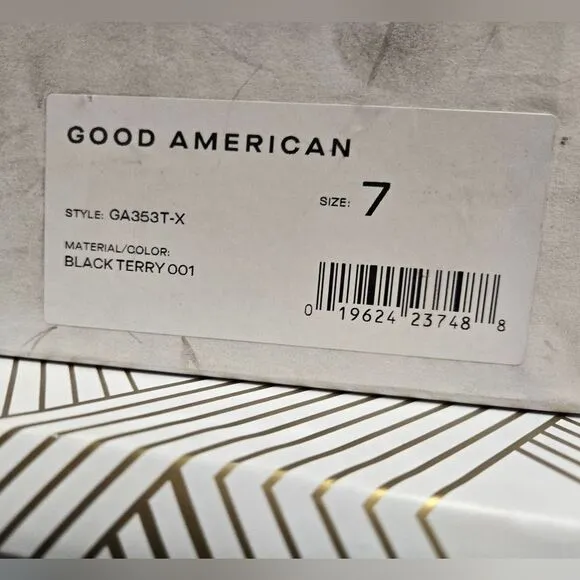 GOOD AMERICAN
SIZE: 7
STYLE: GA353T-X
MATERIAL/COLOR:
BLACK TERRY 001
0 19624 23748 8